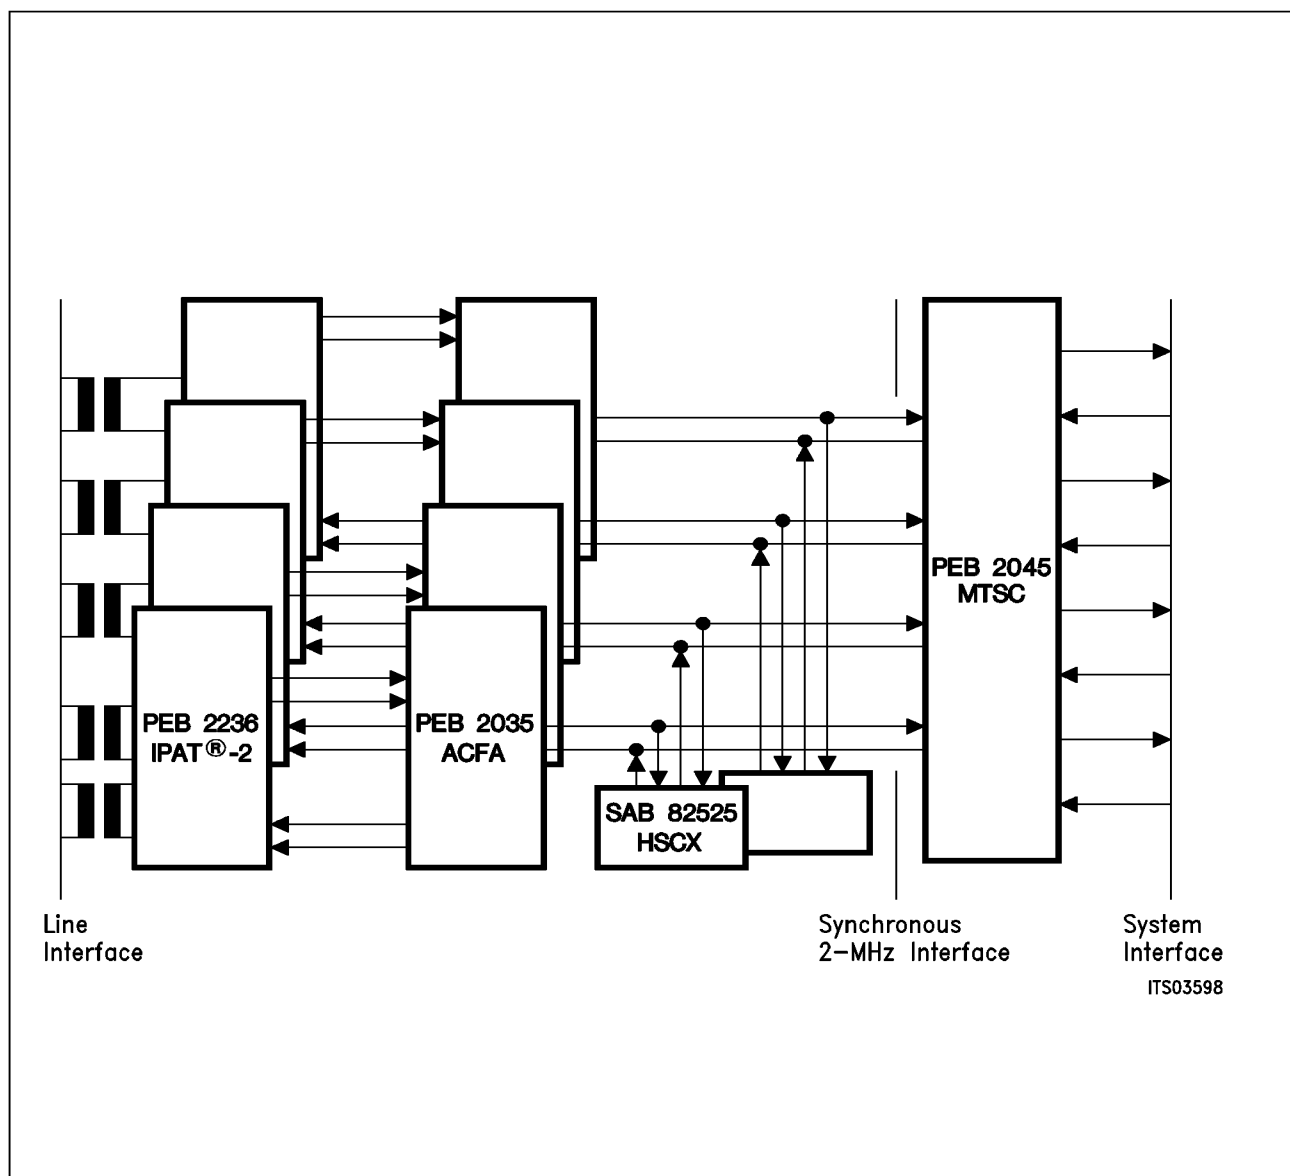 PEB 2236
IPAT®-2
PEB 2035
ACFA
SAB 82525
HSCX
PEB 2045
MTSC
Line
Interface
Synchronous
2-MHz Interface
System
Interface
ITS03598